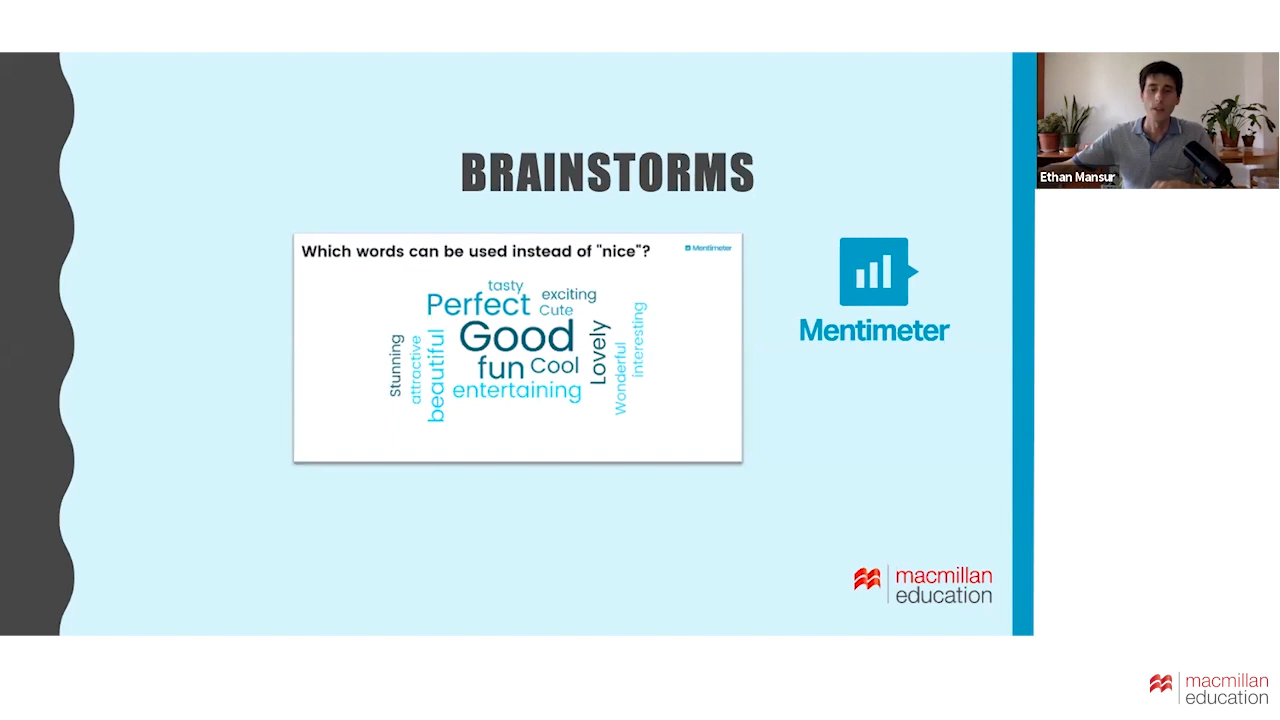 BRAINSTORMS
Which words can be used instead of "nice"?
Mentimeter
tasty
Perfect
exciting
Cute
Good
Stunning
attractive
beautiful
fun
Cool
entertaining
Lovely
Wonderful
interesting
Mentimeter
macmillan
education
Ethan Mansur
macmillan
education